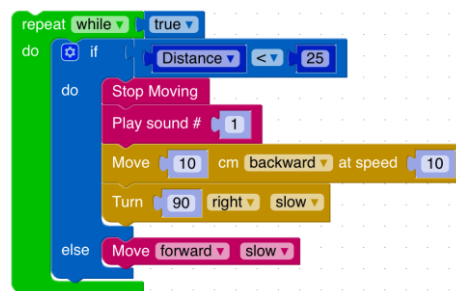 repeat while ▾ true ▾
do if Distance ▾ < ▾ 25
do Stop Moving
Play sound # 1
Move 10 cm backward ▾ at speed 10
Turn 90 right ▾ slow ▾
else Move forward ▾ slow ▾